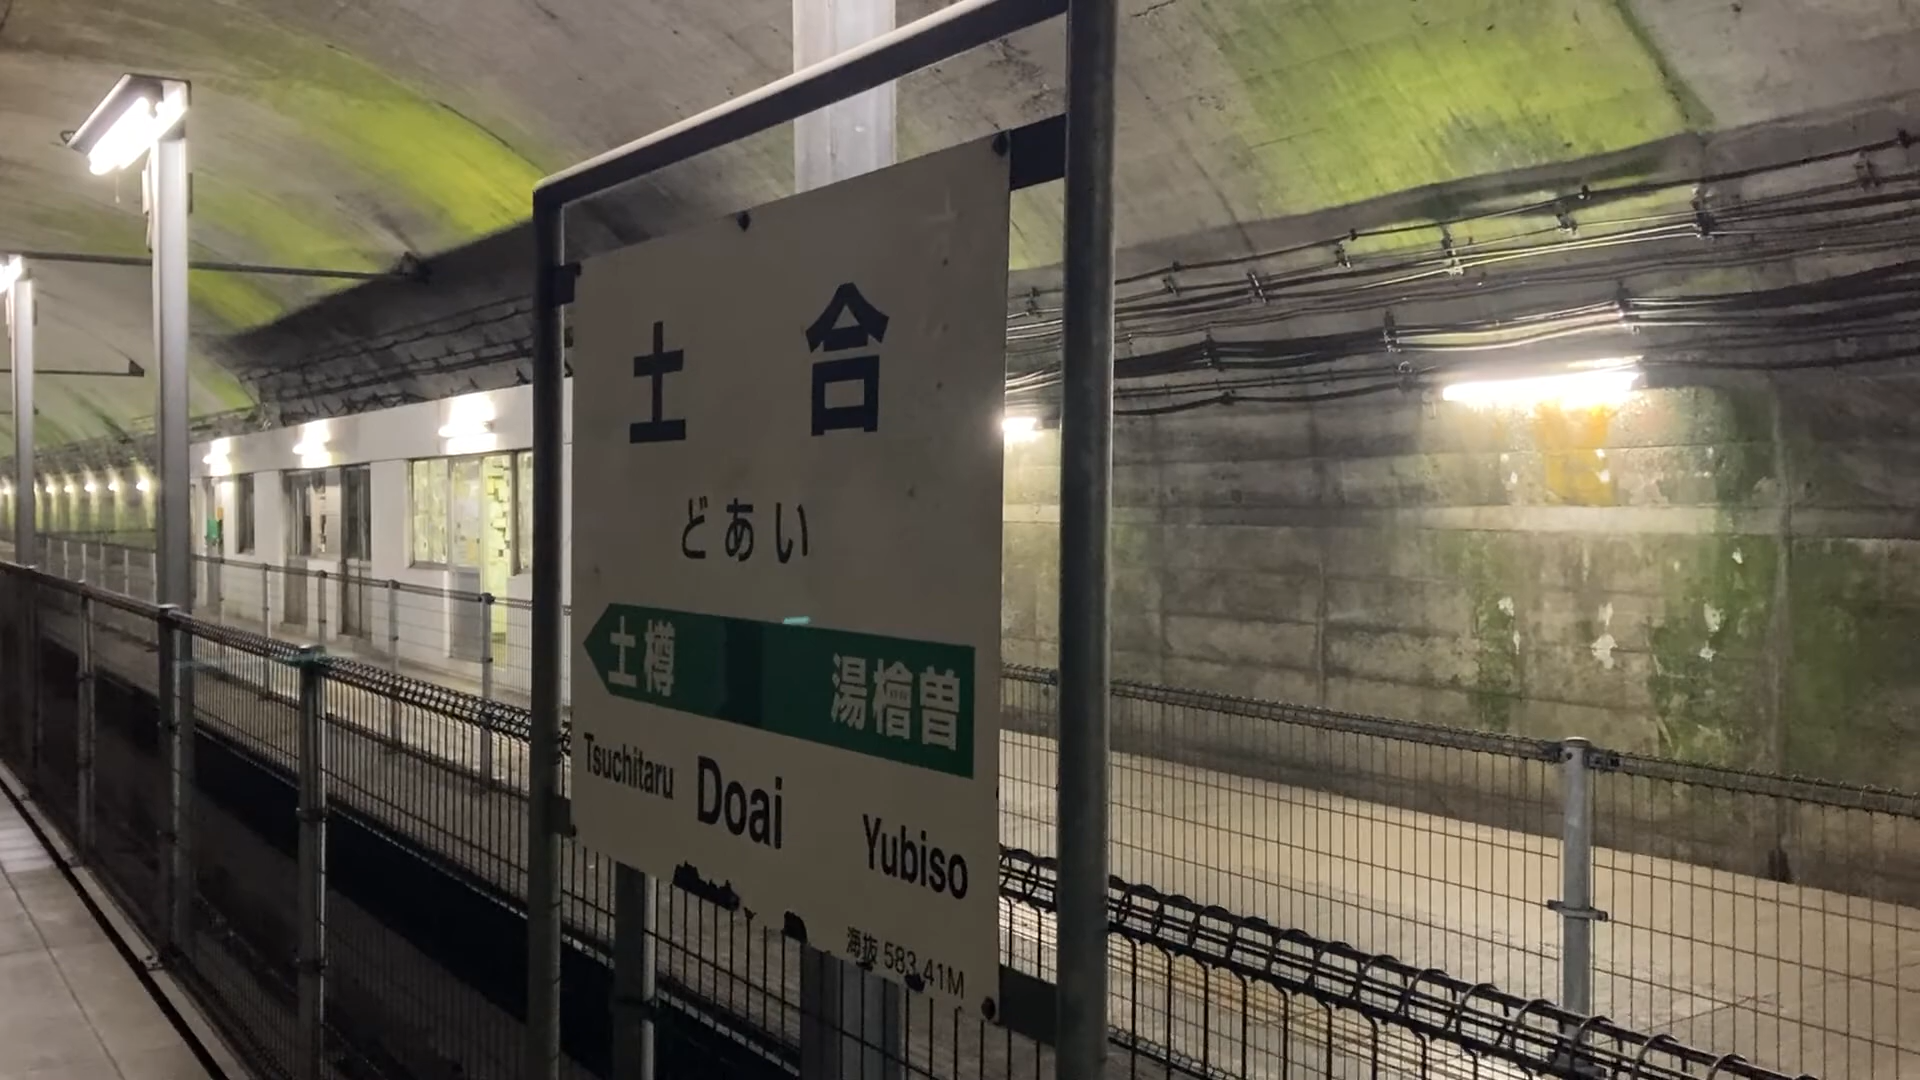 土合
どあい
土樽 湯檜曽
Tsuchitaru Doai Yubiso
海抜 583.41M